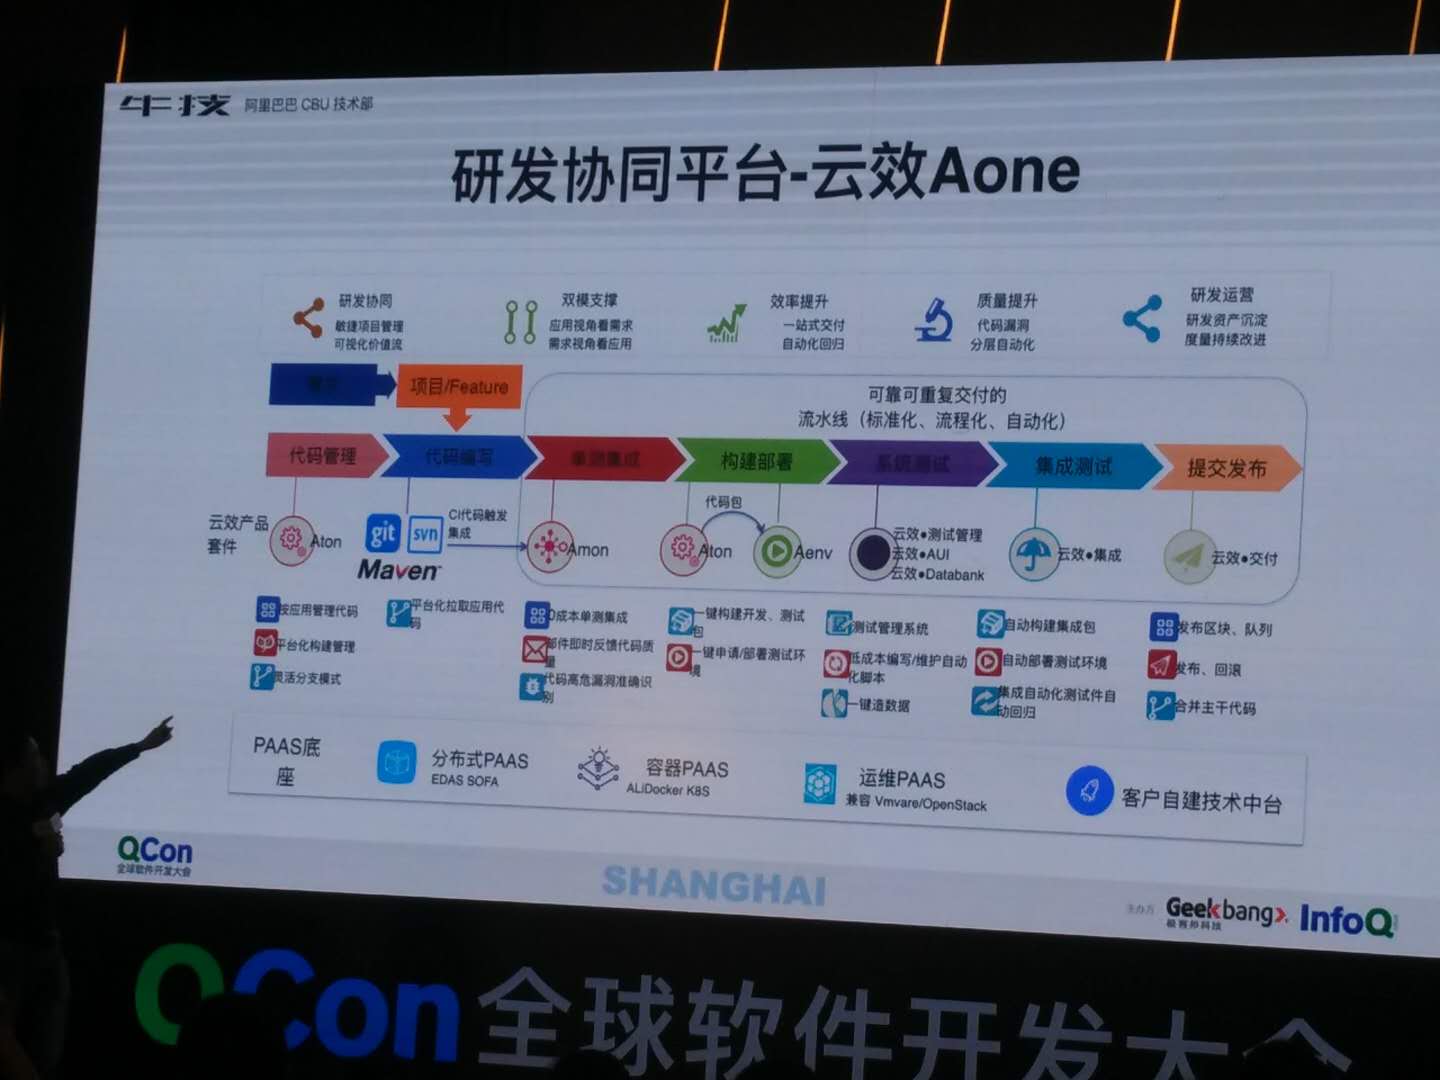 牛技 阿里巴巴 CBU 技术部
研发协同平台-云效Aone
研发协同
敏捷项目管理
可视化价值流
双模支撑
应用视角看需求
需求视角看应用
效率提升
一站式交付
自动化回归
质量提升
代码漏洞
分层自动化
研发运营
研发资产沉淀
度量持续改进
项目/Feature
可靠可重复交付的
流水线（标准化、流程化、自动化）
代码管理
代码编写
单测集成
构建部署
系统测试
集成测试
提交发布
云效产品
套件
Aton
git
svn
Maven
CI代码触发
集成
Amon
代码包
Aton
Aenv
云效●测试管理
云效●AUI
云效●Databank
云效●集成
云效●交付
按应用管理代码
平台化构建管理
灵活分支模式
平台化拉取应用代
码
0成本单测集成
邮件即时反馈代码质
量
代码高危漏洞准确识
别
一键构建开发、测试
包
一键申请/部署测试环
境
测试管理系统
低成本编写/维护自动
化脚本
一键造数据
自动构建集成包
自动部署测试环境
集成自动化测试件自
动回归
发布区块、队列
发布、回滚
合并主干代码
PAAS底
座
分布式PAAS
EDAS SOFA
容器PAAS
ALiDocker K8S
运维PAAS
兼容 Vmvare/OpenStack
客户自建技术中台
QCon
全球软件开发大会
SHANGHAI
主办方
Geekbang>.
极客邦科技
InfoQ
QCon 全球软件开发大会